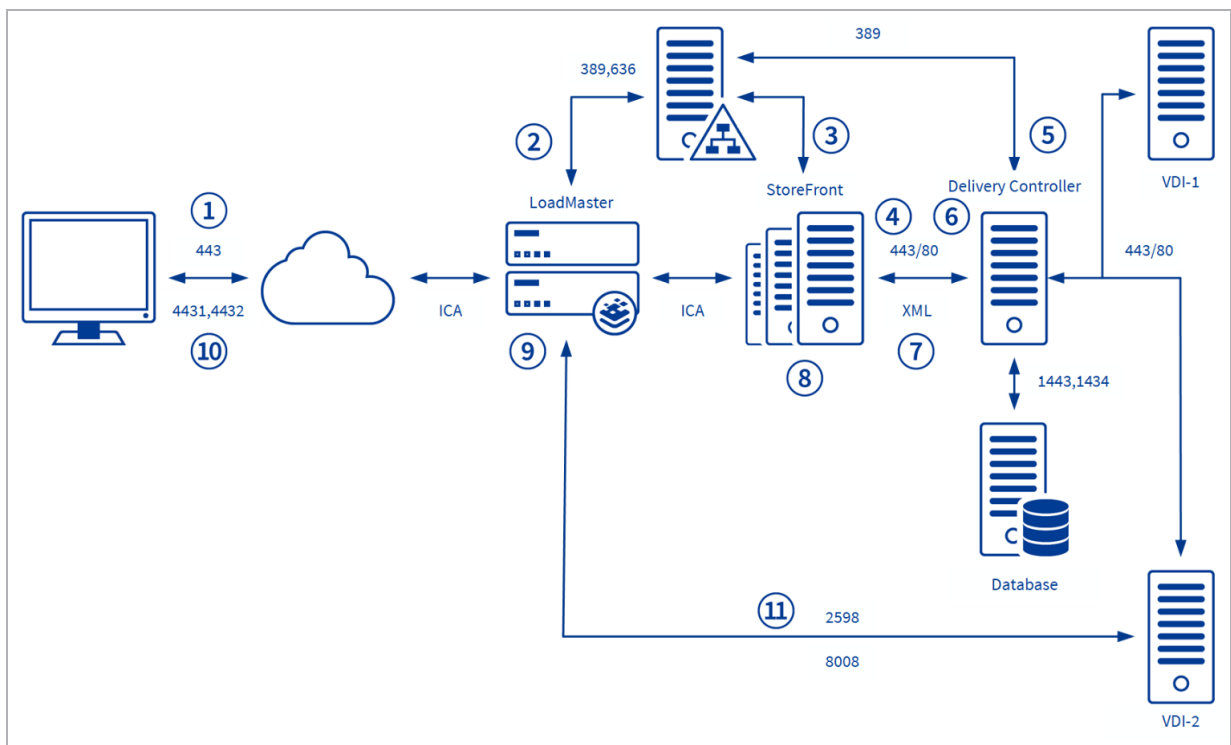 389
389,636
2
3
5
VDI-1
StoreFront
Delivery Controller
LoadMaster
1
4
6
443
443/80
443/80
4431,4432
ICA
ICA
XML
10
9
7
8
1443,1434
Database
11
2598
8008
VDI-2